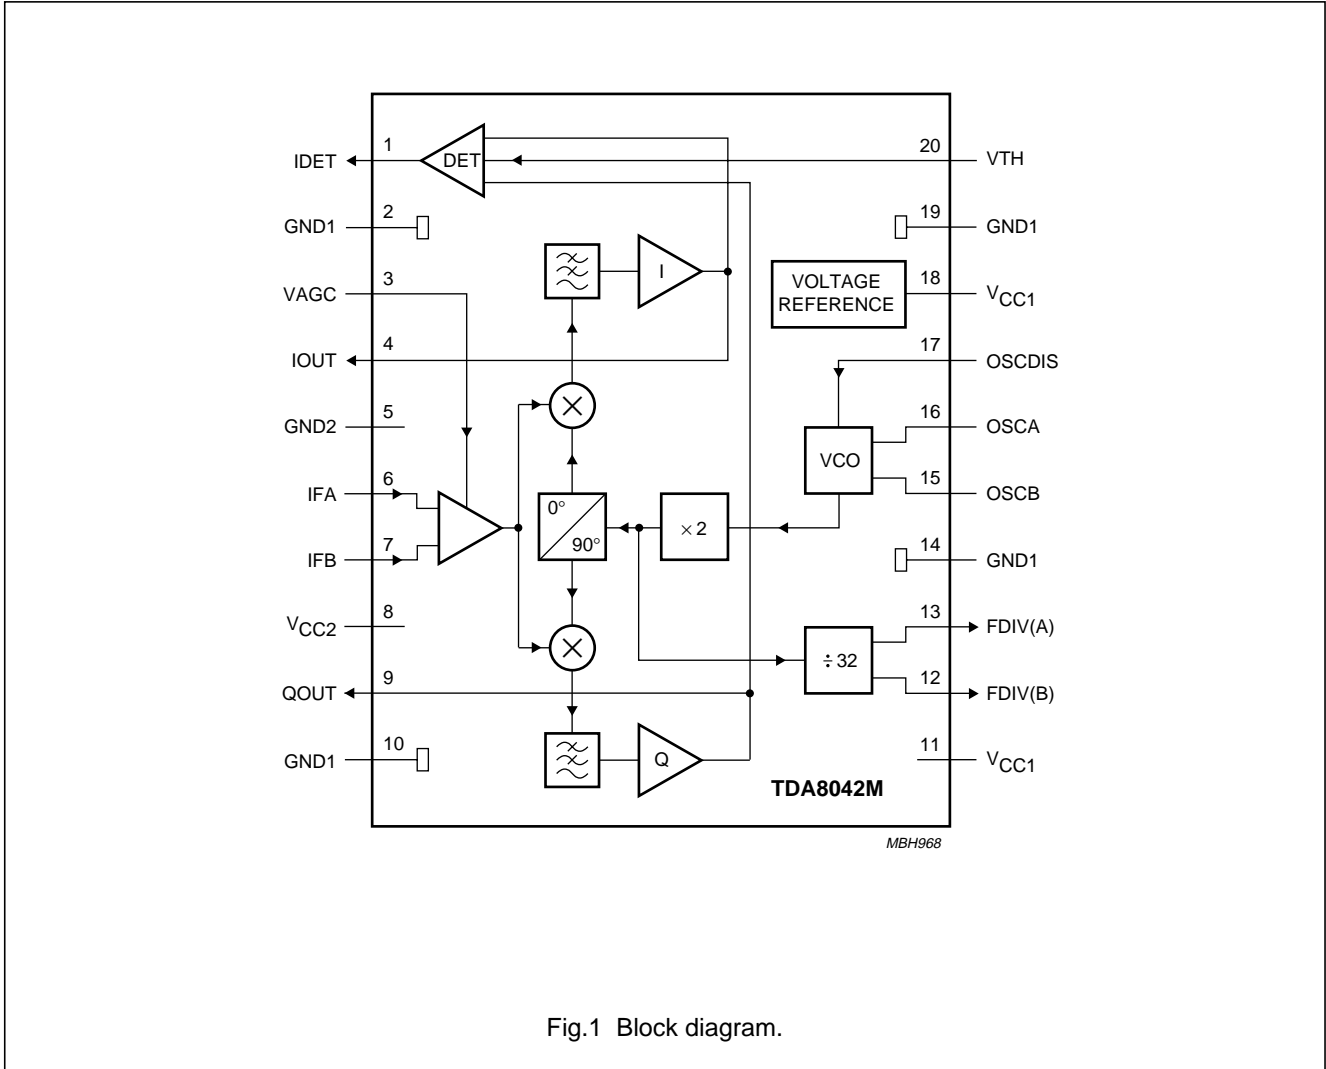 IDET 1 DET 20 VTH
GND1 2 19 GND1
VAGC 3 I VOLTAGE REFERENCE 18 VCC1
IOUT 4 17 OSCDIS
GND2 5 16 OSCA
VCO
IFA 6 15 OSCB
0° 90° ×2
IFB 7 14 GND1
VCC2 8 13 FDIV(A)
÷32
QOUT 9 12 FDIV(B)
GND1 10 Q 11 VCC1
TDA8042M
MBH968
Fig.1 Block diagram.